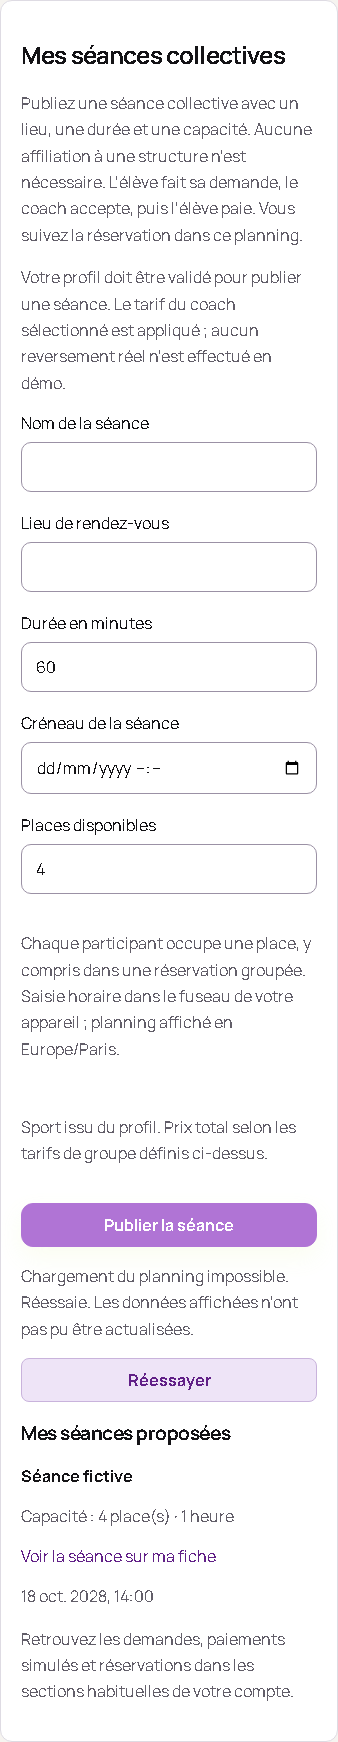 Mes séances collectives
Publiez une séance collective avec un
lieu, une durée et une capacité. Aucune
affiliation à une structure n'est
nécessaire. L'élève fait sa demande, le
coach accepte, puis l'élève paie. Vous
suivez la réservation dans ce planning.
Votre profil doit être validé pour publier
une séance. Le tarif du coach
sélectionné est appliqué ; aucun
reversement réel n'est effectué en
démo.
Nom de la séance
Lieu de rendez-vous
Durée en minutes
60
Créneau de la séance
dd/mm/yyyy --:--
Places disponibles
4
Chaque participant occupe une place, y
compris dans une réservation groupée.
Saisie horaire dans le fuseau de votre
appareil ; planning affiché en
Europe/Paris.
Sport issu du profil. Prix total selon les
tarifs de groupe définis ci-dessus.
Publier la séance
Chargement du planning impossible.
Réessaie. Les données affichées n'ont
pas pu être actualisées.
Réessayer
Mes séances proposées
Séance fictive
Capacité : 4 place(s) · 1 heure
Voir la séance sur ma fiche
18 oct. 2028, 14:00
Retrouvez les demandes, paiements
simulés et réservations dans les
sections habituelles de votre compte.